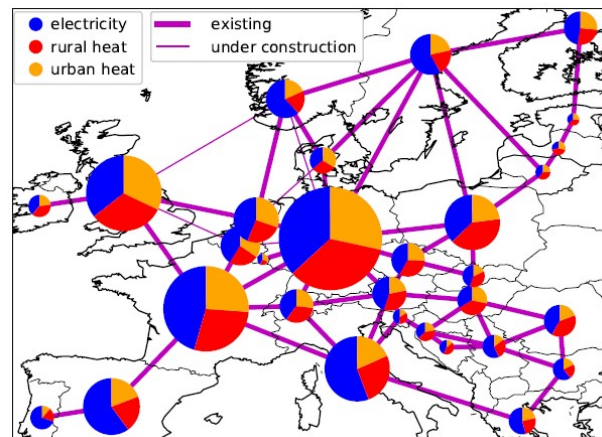 electricity
rural heat
urban heat
existing
under construction